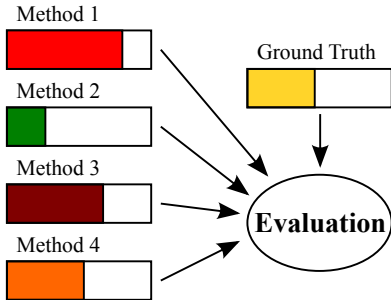 Method 1
Ground Truth
Method 2
Method 3
Evaluation
Method 4